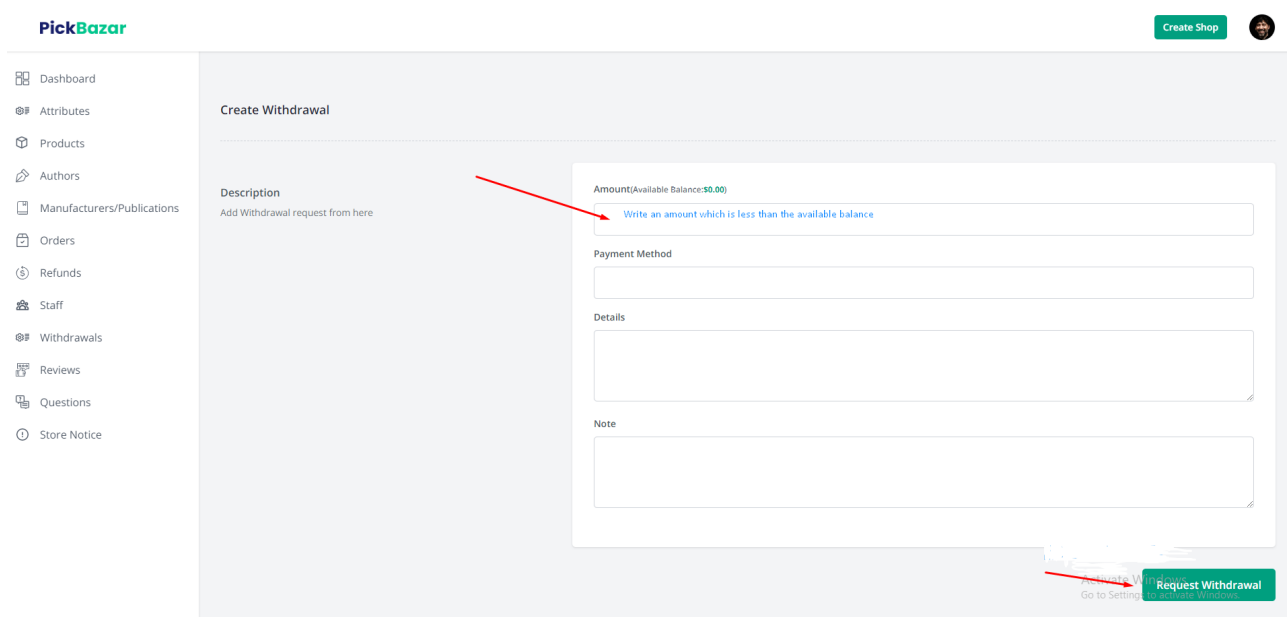 PickBazar
Create Shop
Dashboard
Attributes
Products
Authors
Manufacturers/Publications
Orders
Refunds
Staff
Withdrawals
Reviews
Questions
Store Notice
Create Withdrawal
Description
Add Withdrawal request from here
Amount(Available Balance:$0.00)
Write an amount which is less than the available balance
Payment Method
Details
Note
Activate Windows
Go to Settings to activate Windows.
Request Withdrawal